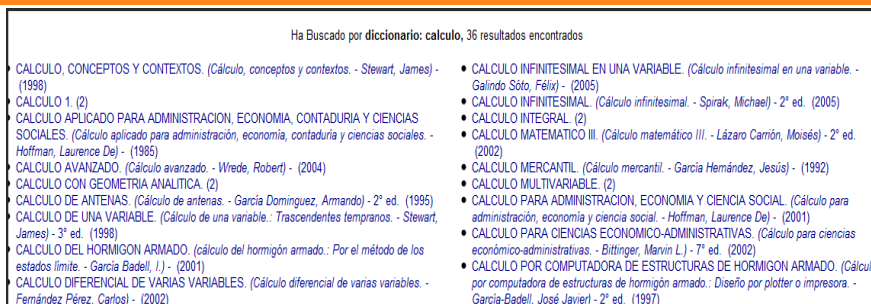 Ha Buscado por diccionario: calculo, 36 resultados encontrados
CALCULO, CONCEPTOS Y CONTEXTOS. (Cálculo, conceptos y contextos. - Stewart, James) -
(1998)
CALCULO 1. (2)
CALCULO APLICADO PARA ADMINISTRACION, ECONOMIA, CONTADURIA Y CIENCIAS
SOCIALES. (Cálculo aplicado para administración, economía, contaduría y ciencias sociales. -
Hoffman, Laurence De) - (1985)
CALCULO AVANZADO. (Cálculo avanzado. - Wrede, Robert) - (2004)
CALCULO CON GEOMETRIA ANALITICA. (2)
CALCULO DE ANTENAS. (Cálculo de antenas. - García Dominguez, Armando) - 2° ed. (1995)
CALCULO DE UNA VARIABLE. (Cálculo de una variable.: Trascendentes tempranos. - Stewart,
James) - 3° ed. (1998)
CALCULO DEL HORMIGON ARMADO. (cálculo del hormigón armado.: Por el método de los
estados límite. - García Badell, I.) - (2001)
CALCULO DIFERENCIAL DE VARIAS VARIABLES. (Cálculo diferencial de varias variables. -
Fernández Pérez, Carlos) - (2002)
CALCULO INFINITESIMAL EN UNA VARIABLE. (Cálculo infinitesimal en una variable. -
Galindo Sóto, Félix) - (2005)
CALCULO INFINITESIMAL. (Cálculo infinitesimal. - Spirak, Michael) - 2° ed. (2005)
CALCULO INTEGRAL. (2)
CALCULO MATEMATICO III. (Cálculo matemático III. - Lázaro Carrión, Moisés) - 2° ed.
(2002)
CALCULO MERCANTIL. (Cálculo mercantil. - García Hernández, Jesús) - (1992)
CALCULO MULTIVARIABLE. (2)
CALCULO PARA ADMINISTRACION, ECONOMIA Y CIENCIA SOCIAL. (Cálculo para
administración, economía y ciencia social. - Hoffman, Laurence De) - (2001)
CALCULO PARA CIENCIAS ECONOMICO-ADMINISTRATIVAS. (Cálculo para ciencias
económico-administrativas. - Bittinger, Marvin L.) - 7° ed. (2002)
CALCULO POR COMPUTADORA DE ESTRUCTURAS DE HORMIGON ARMADO. (Cálcul
por computadora de estructuras de hormigón armado.: Diseño por plotter o impresora. -
García-Badell, José Javier) - 2° ed. (1997)